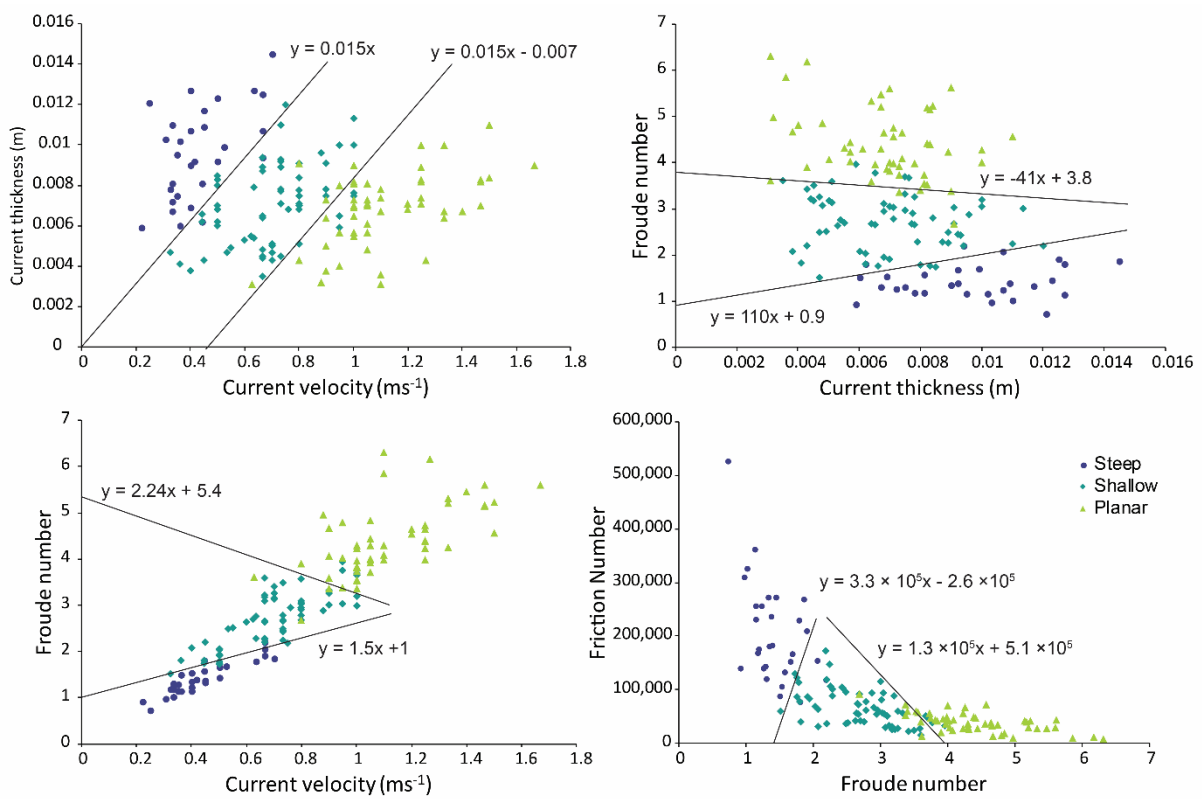 0.016
0.014
0.012
0.010
0.008
0.006
0.004
0.002
0
Current thickness (m)
y = 0.015x
y = 0.015x - 0.007
0 0.2 0.4 0.6 0.8 1.0 1.2 1.4 1.6 1.8
Current velocity (ms⁻¹)
7
6
5
4
3
2
1
0
Froude number
y = -41x + 3.8
y = 110x + 0.9
0 0.002 0.004 0.006 0.008 0.010 0.012 0.014 0.016
Current thickness (m)
7
6
5
4
3
2
1
0
Froude number
y = 2.24x + 5.4
y = 1.5x +1
0 0.2 0.4 0.6 0.8 1.0 1.2 1.4 1.6 1.8
Current velocity (ms⁻¹)
600,000
500,000
400,000
300,000
200,000
100,000
0
Friction Number
Steep
Shallow
Planar
y = 3.3 × 10⁵x - 2.6 ×10⁵
y = 1.3 ×10⁵x + 5.1 ×10⁵
0 1 2 3 4 5 6 7
Froude number